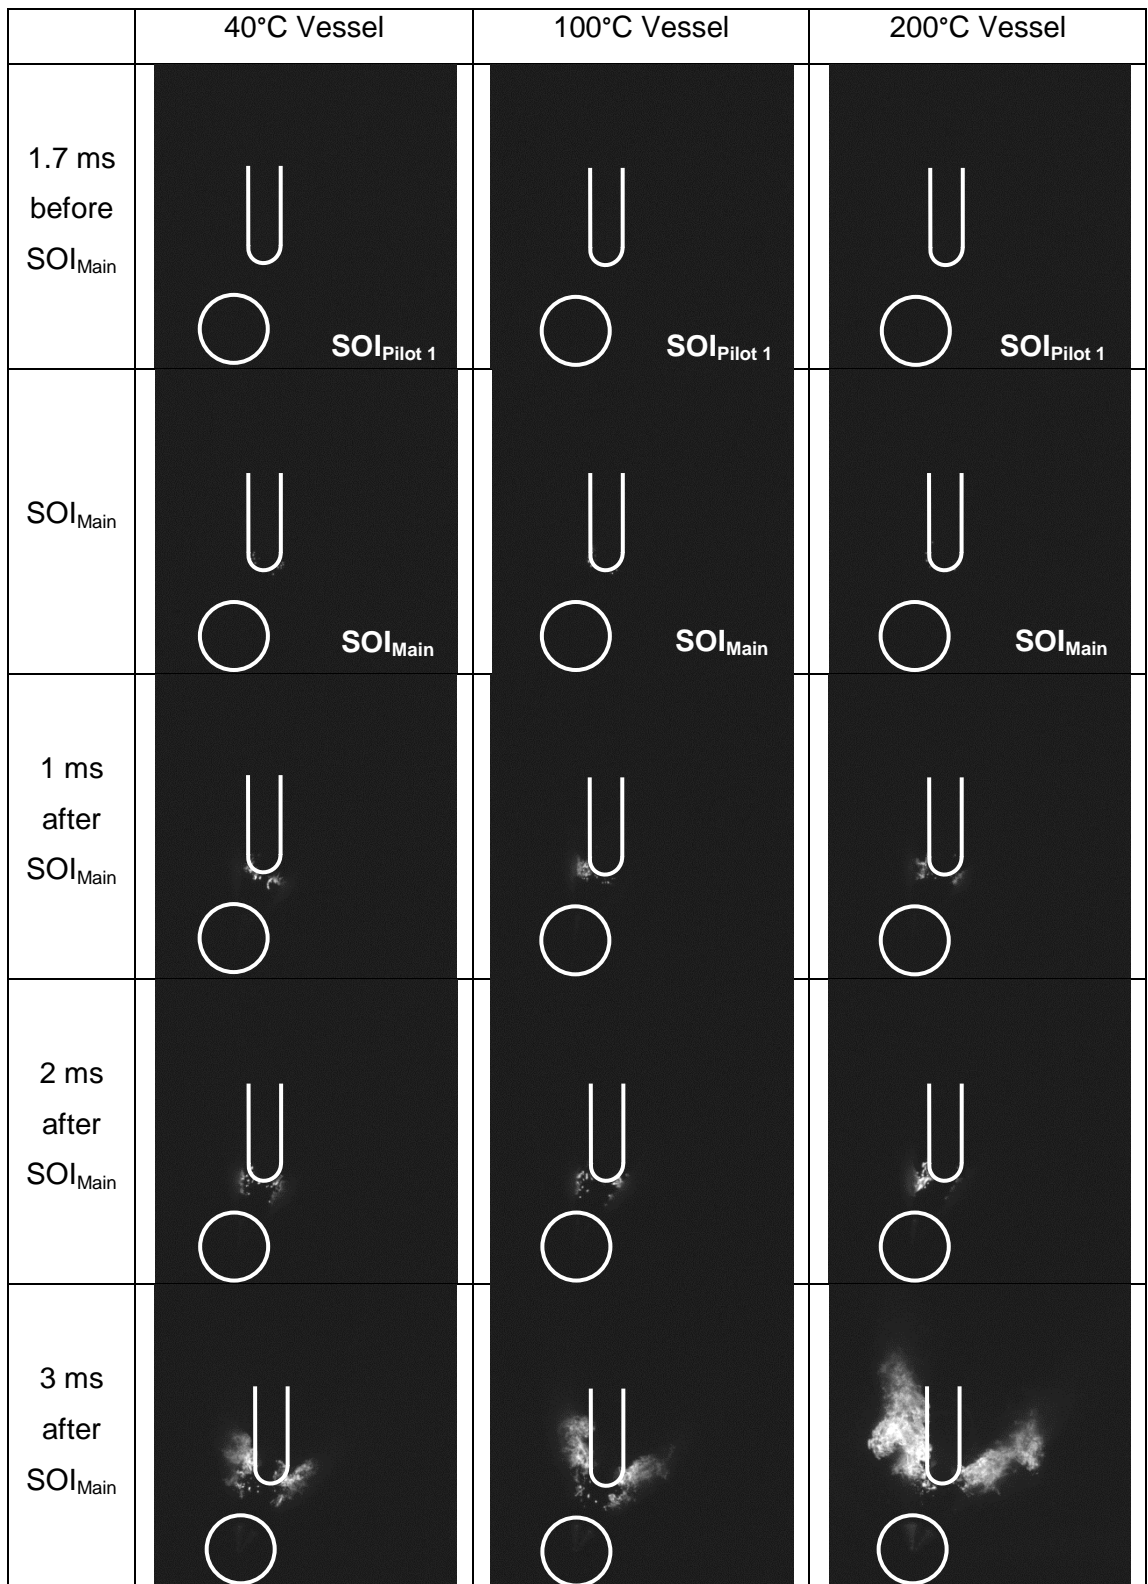 40°C Vessel
100°C Vessel
200°C Vessel
1.7 ms
before
SOIMain
SOIPilot 1
SOIPilot 1
SOIPilot 1
SOIMain
SOIMain
SOIMain
SOIMain
1 ms
after
SOIMain
2 ms
after
SOIMain
3 ms
after
SOIMain